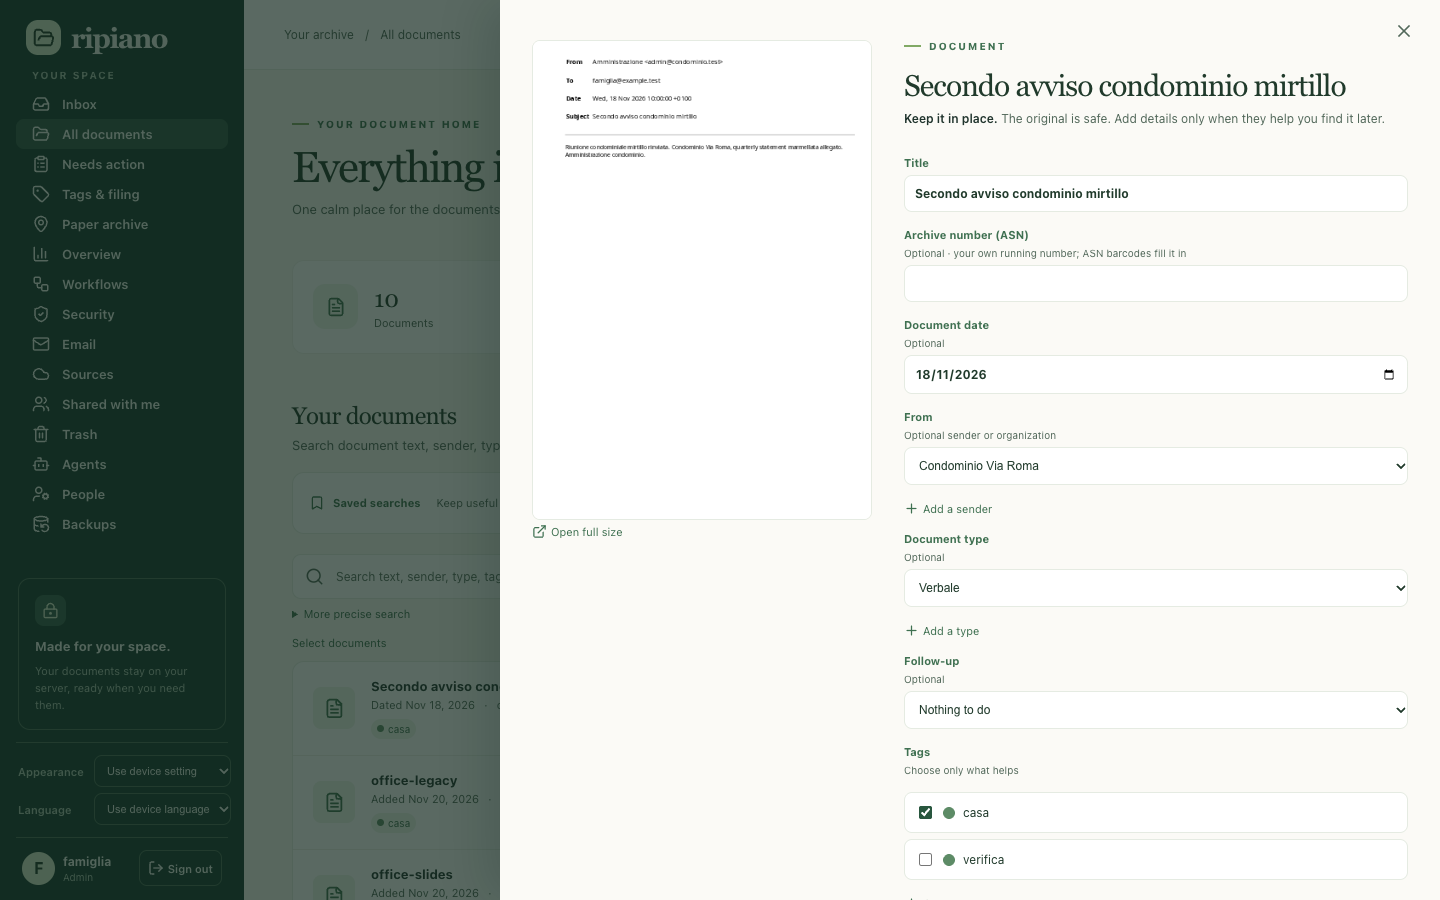 ripiano
YOUR SPACE
Inbox
All documents
Needs action
Tags & filing
Paper archive
Overview
Workflows
Security
Email
Sources
Shared with me
Trash
Agents
People
Backups
Made for your space.
Your documents stay on your
server, ready when you need
them.
Appearance Use device setting
Language Use device language
F famiglia
Admin
Sign out
Your archive / All documents
YOUR DOCUMENT HOME
Everything
One calm place for the documents
10
Documents
Your documents
Search document text, sender, typ
Saved searches Keep useful
Search text, sender, type, tag
More precise search
Select documents
Secondo avviso con
Dated Nov 18, 2026 ·
casa
office-legacy
Added Nov 20, 2026 ·
casa
office-slides
Added Nov 20, 2026 ·
From Amministrazione <admin@condominio.test>
To famiglia@example.test
Date Wed, 18 Nov 2026 10:00:00 +0100
Subject Secondo avviso condominio mirtillo
Riunione condominiale mirtillo rinviata. Condominio Via Roma, quarterly statement marmellata allegato.
Amministrazione condominio.
Open full size
DOCUMENT
Secondo avviso condominio mirtillo
Keep it in place. The original is safe. Add details only when they help you find it later.
Title
Secondo avviso condominio mirtillo
Archive number (ASN)
Optional · your own running number; ASN barcodes fill it in
Document date
Optional
18/11/2026
From
Optional sender or organization
Condominio Via Roma
Add a sender
Document type
Optional
Verbale
Add a type
Follow-up
Optional
Nothing to do
Tags
Choose only what helps
casa
verifica